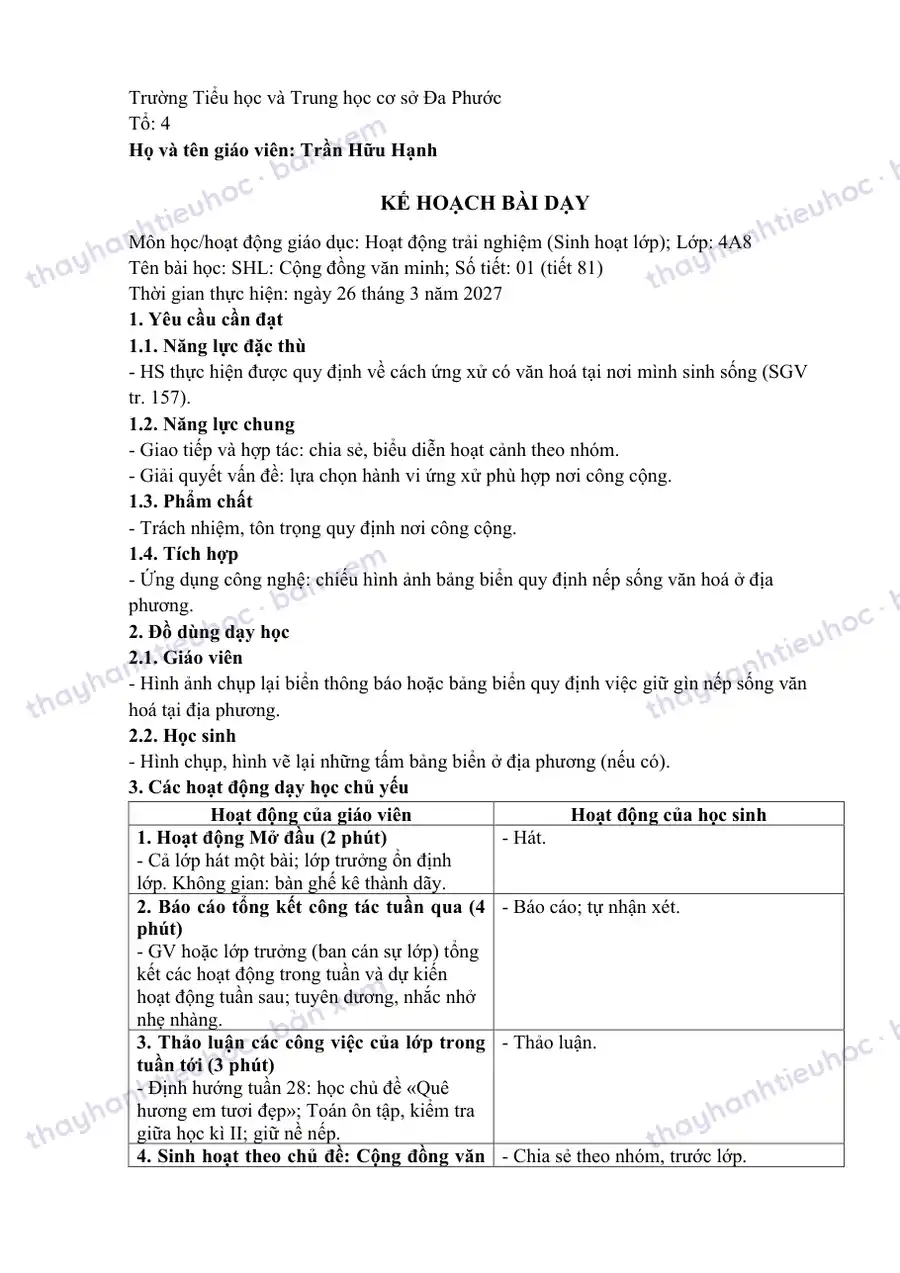 Trường Tiểu học và Trung học cơ sở Đa Phước
Tổ: 4
Họ và tên giáo viên: Trần Hữu Hạnh
KẾ HOẠCH BÀI DẠY
Môn học/hoạt động giáo dục: Hoạt động trải nghiệm (Sinh hoạt lớp); Lớp: 4A8
Tên bài học: SHL: Cộng đồng văn minh; Số tiết: 01 (tiết 81)
Thời gian thực hiện: ngày 26 tháng 3 năm 2027
1. Yêu cầu cần đạt
1.1. Năng lực đặc thù
- HS thực hiện được quy định về cách ứng xử có văn hoá tại nơi mình sinh sống (SGV
tr. 157).
1.2. Năng lực chung
- Giao tiếp và hợp tác: chia sẻ, biểu diễn hoạt cảnh theo nhóm.
- Giải quyết vấn đề: lựa chọn hành vi ứng xử phù hợp nơi công cộng.
1.3. Phẩm chất
- Trách nhiệm, tôn trọng quy định nơi công cộng.
1.4. Tích hợp
- Ứng dụng công nghệ: chiếu hình ảnh bảng biển quy định nếp sống văn hoá ở địa
phương.
2. Đồ dùng dạy học
2.1. Giáo viên
- Hình ảnh chụp lại biển thông báo hoặc bảng biển quy định việc giữ gìn nếp sống văn
hoá tại địa phương.
2.2. Học sinh
- Hình chụp, hình vẽ lại những tấm bảng biển ở địa phương (nếu có).
3. Các hoạt động dạy học chủ yếu
Hoạt động của giáo viên
Hoạt động của học sinh
1. Hoạt động Mở đầu (2 phút)
- Cả lớp hát một bài; lớp trưởng ổn định
lớp. Không gian: bàn ghế kê thành dãy.
- Hát.
2. Báo cáo tổng kết công tác tuần qua (4
phút)
- GV hoặc lớp trưởng (ban cán sự lớp) tổng
kết các hoạt động trong tuần và dự kiến
hoạt động tuần sau; tuyên dương, nhắc nhở
nhẹ nhàng.
- Báo cáo; tự nhận xét.
3. Thảo luận các công việc của lớp trong
tuần tới (3 phút)
- Định hướng tuần 28: học chủ đề «Quê
hương em tươi đẹp»; Toán ôn tập, kiểm tra
giữa học kì II; giữ nề nếp.
- Thảo luận.
4. Sinh hoạt theo chủ đề: Cộng đồng văn
- Chia sẻ theo nhóm, trước lớp.
thayhanhtieuhoc · bản xem
thayhanhtieuhoc · b
thayhanhtieuhoc · bản xem
thayhanhtieuhoc · b
thayhanhtieuhoc · bản xem
thayhanhtieuhoc · b